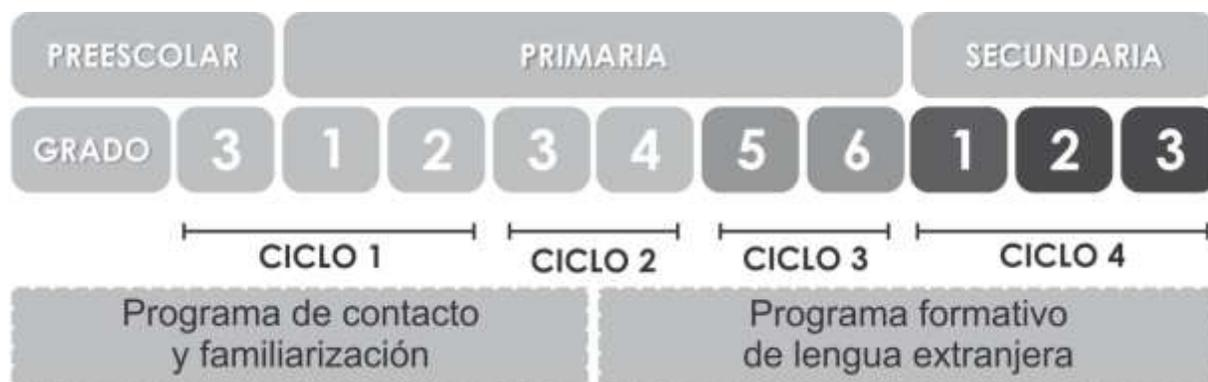 PREESCOLAR PRIMARIA SECUNDARIA
GRADO 3 1 2 3 4 5 6 1 2 3
CICLO 1 CICLO 2 CICLO 3 CICLO 4
Programa de contacto
y familiarización
Programa formativo
de lengua extranjera